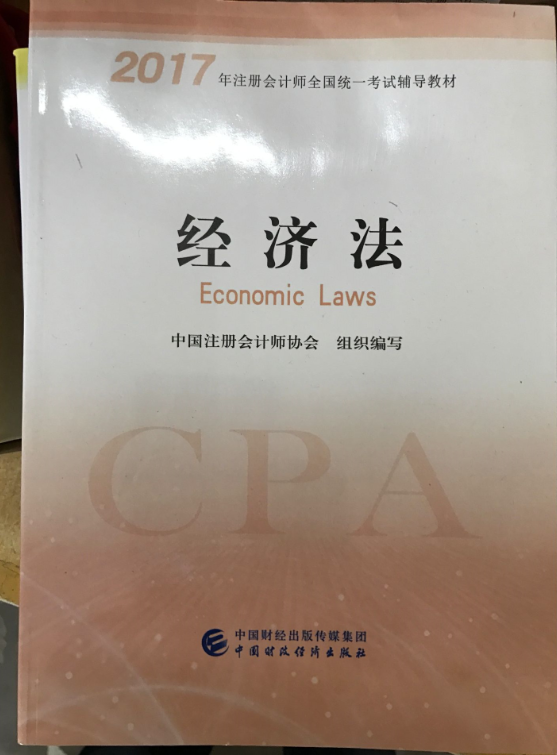 2017年注册会计师全国统一考试辅导教材
经济法
Economic Laws
中国注册会计师协会 组织编写
CPA
中国财经出版传媒集团
中国财政经济出版社